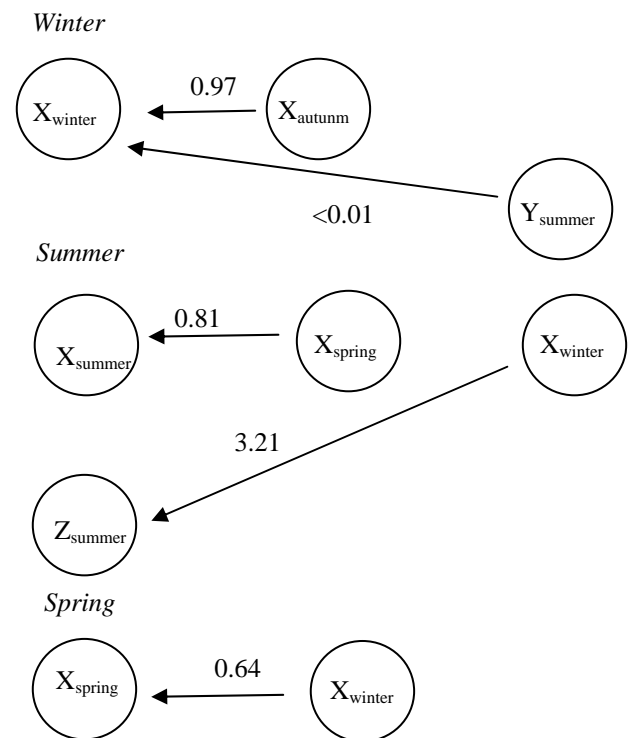 Winter
0.97
Xwinter Xautunm
Ysummer
<0.01
Summer
0.81
Xsummer Xspring Xwinter
3.21
Zsummer
Spring
0.64
Xspring Xwinter